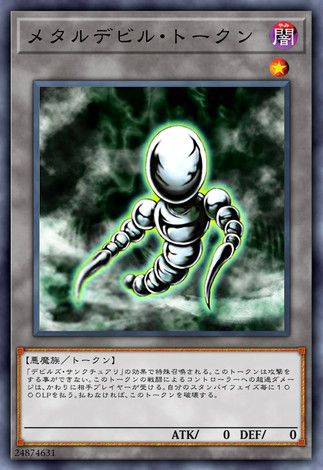 メタルデビル・トークン
闇
やみ
【悪魔族／トークン】
「デビルズ・サンクチュアリ」の効果で特殊召喚される。このトークンは攻撃を
する事ができない。このトークンの戦闘によるコントローラーへの超過ダメー
ジは、かわりに相手プレイヤーが受ける。自分のスタンバイフェイズ毎に１０
００LPを払う。払わなければ、このトークンを破壊する。
ATK/ 0 DEF/ 0
24874631